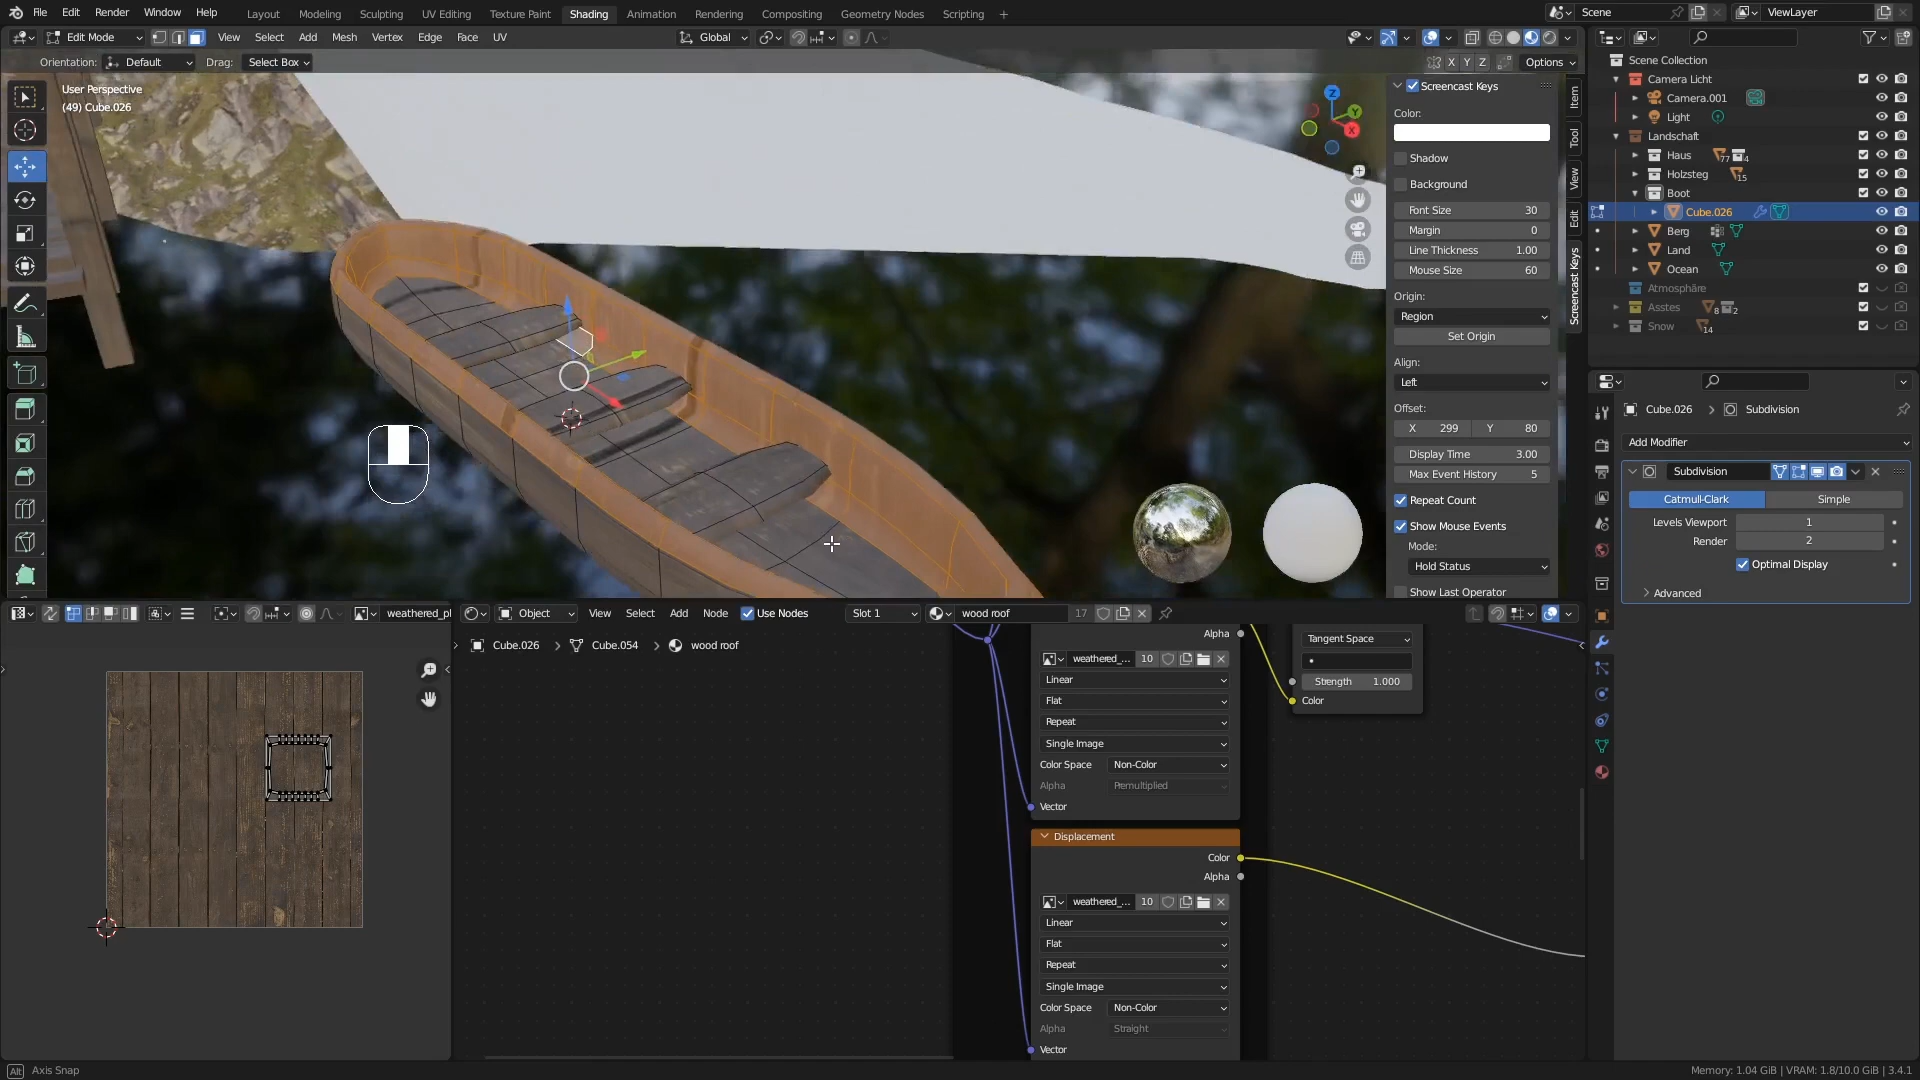 File Edit Render Window Help Layout Modeling Sculpting UV Editing Texture Paint Shading Animation Rendering Compositing Geometry Nodes Scripting + Scene ViewLayer
Edit Mode View Select Add Mesh Vertex Edge Face UV Global
Orientation: Default Drag: Select Box X Y Z Options
User Perspective
(49) Cube.026
Z
Y
X
Screencast Keys
Color:
Shadow
Background
Font Size 30
Margin 0
Line Thickness 1.00
Mouse Size 60
Origin:
Region
Set Origin
Align:
Left
Offset:
X 299 Y 80
Display Time 3.00
Max Event History 5
Repeat Count
Show Mouse Events
Mode:
Hold Status
Show Last Operator
Item
Tool
View
Edit
Screencast Keys
Scene Collection
Camera Licht
Camera.001
Light
Landschaft
Haus 77 4
Holzsteg 15
Boot
Cube.026
Berg
Land
Ocean
Atmosphäre
Asstes 8 2
Snow 14
Cube.026 > Subdivision
Add Modifier
Subdivision
Catmull-Clark Simple
Levels Viewport 1
Render 2
Optimal Display
Advanced
weathered_pl
Object View Select Add Node Use Nodes Slot 1 wood roof 17
Cube.026 > Cube.054 > wood roof
Alpha
weathered_... 10
Linear
Flat
Repeat
Single Image
Color Space Non-Color
Alpha Premultiplied
Vector
Tangent Space
Strength 1.000
Color
Displacement
Color
Alpha
weathered_... 10
Linear
Flat
Repeat
Single Image
Color Space Non-Color
Alpha Straight
Vector
Alt Axis Snap
Memory: 1.04 GiB | VRAM: 1.8/10.0 GiB | 3.4.1